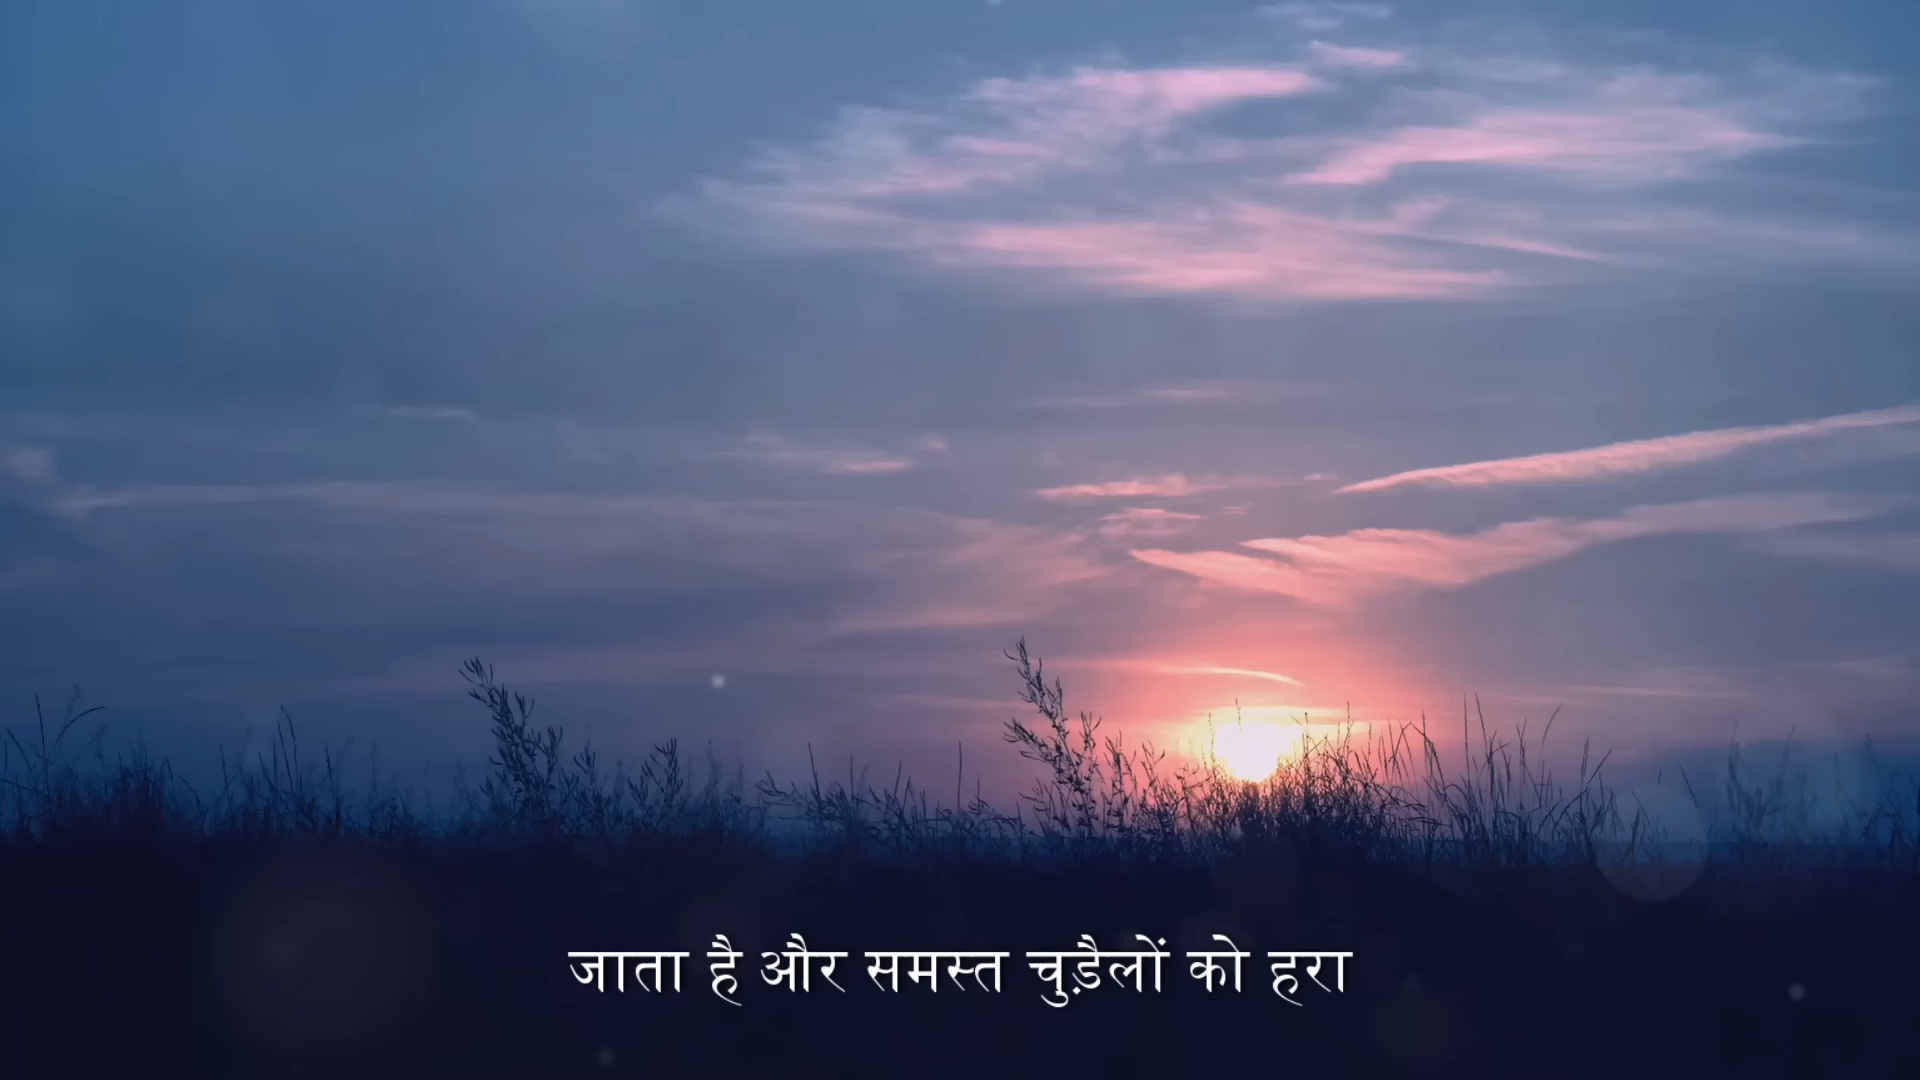 जाता है और समस्त चुड़ैलों को हरा